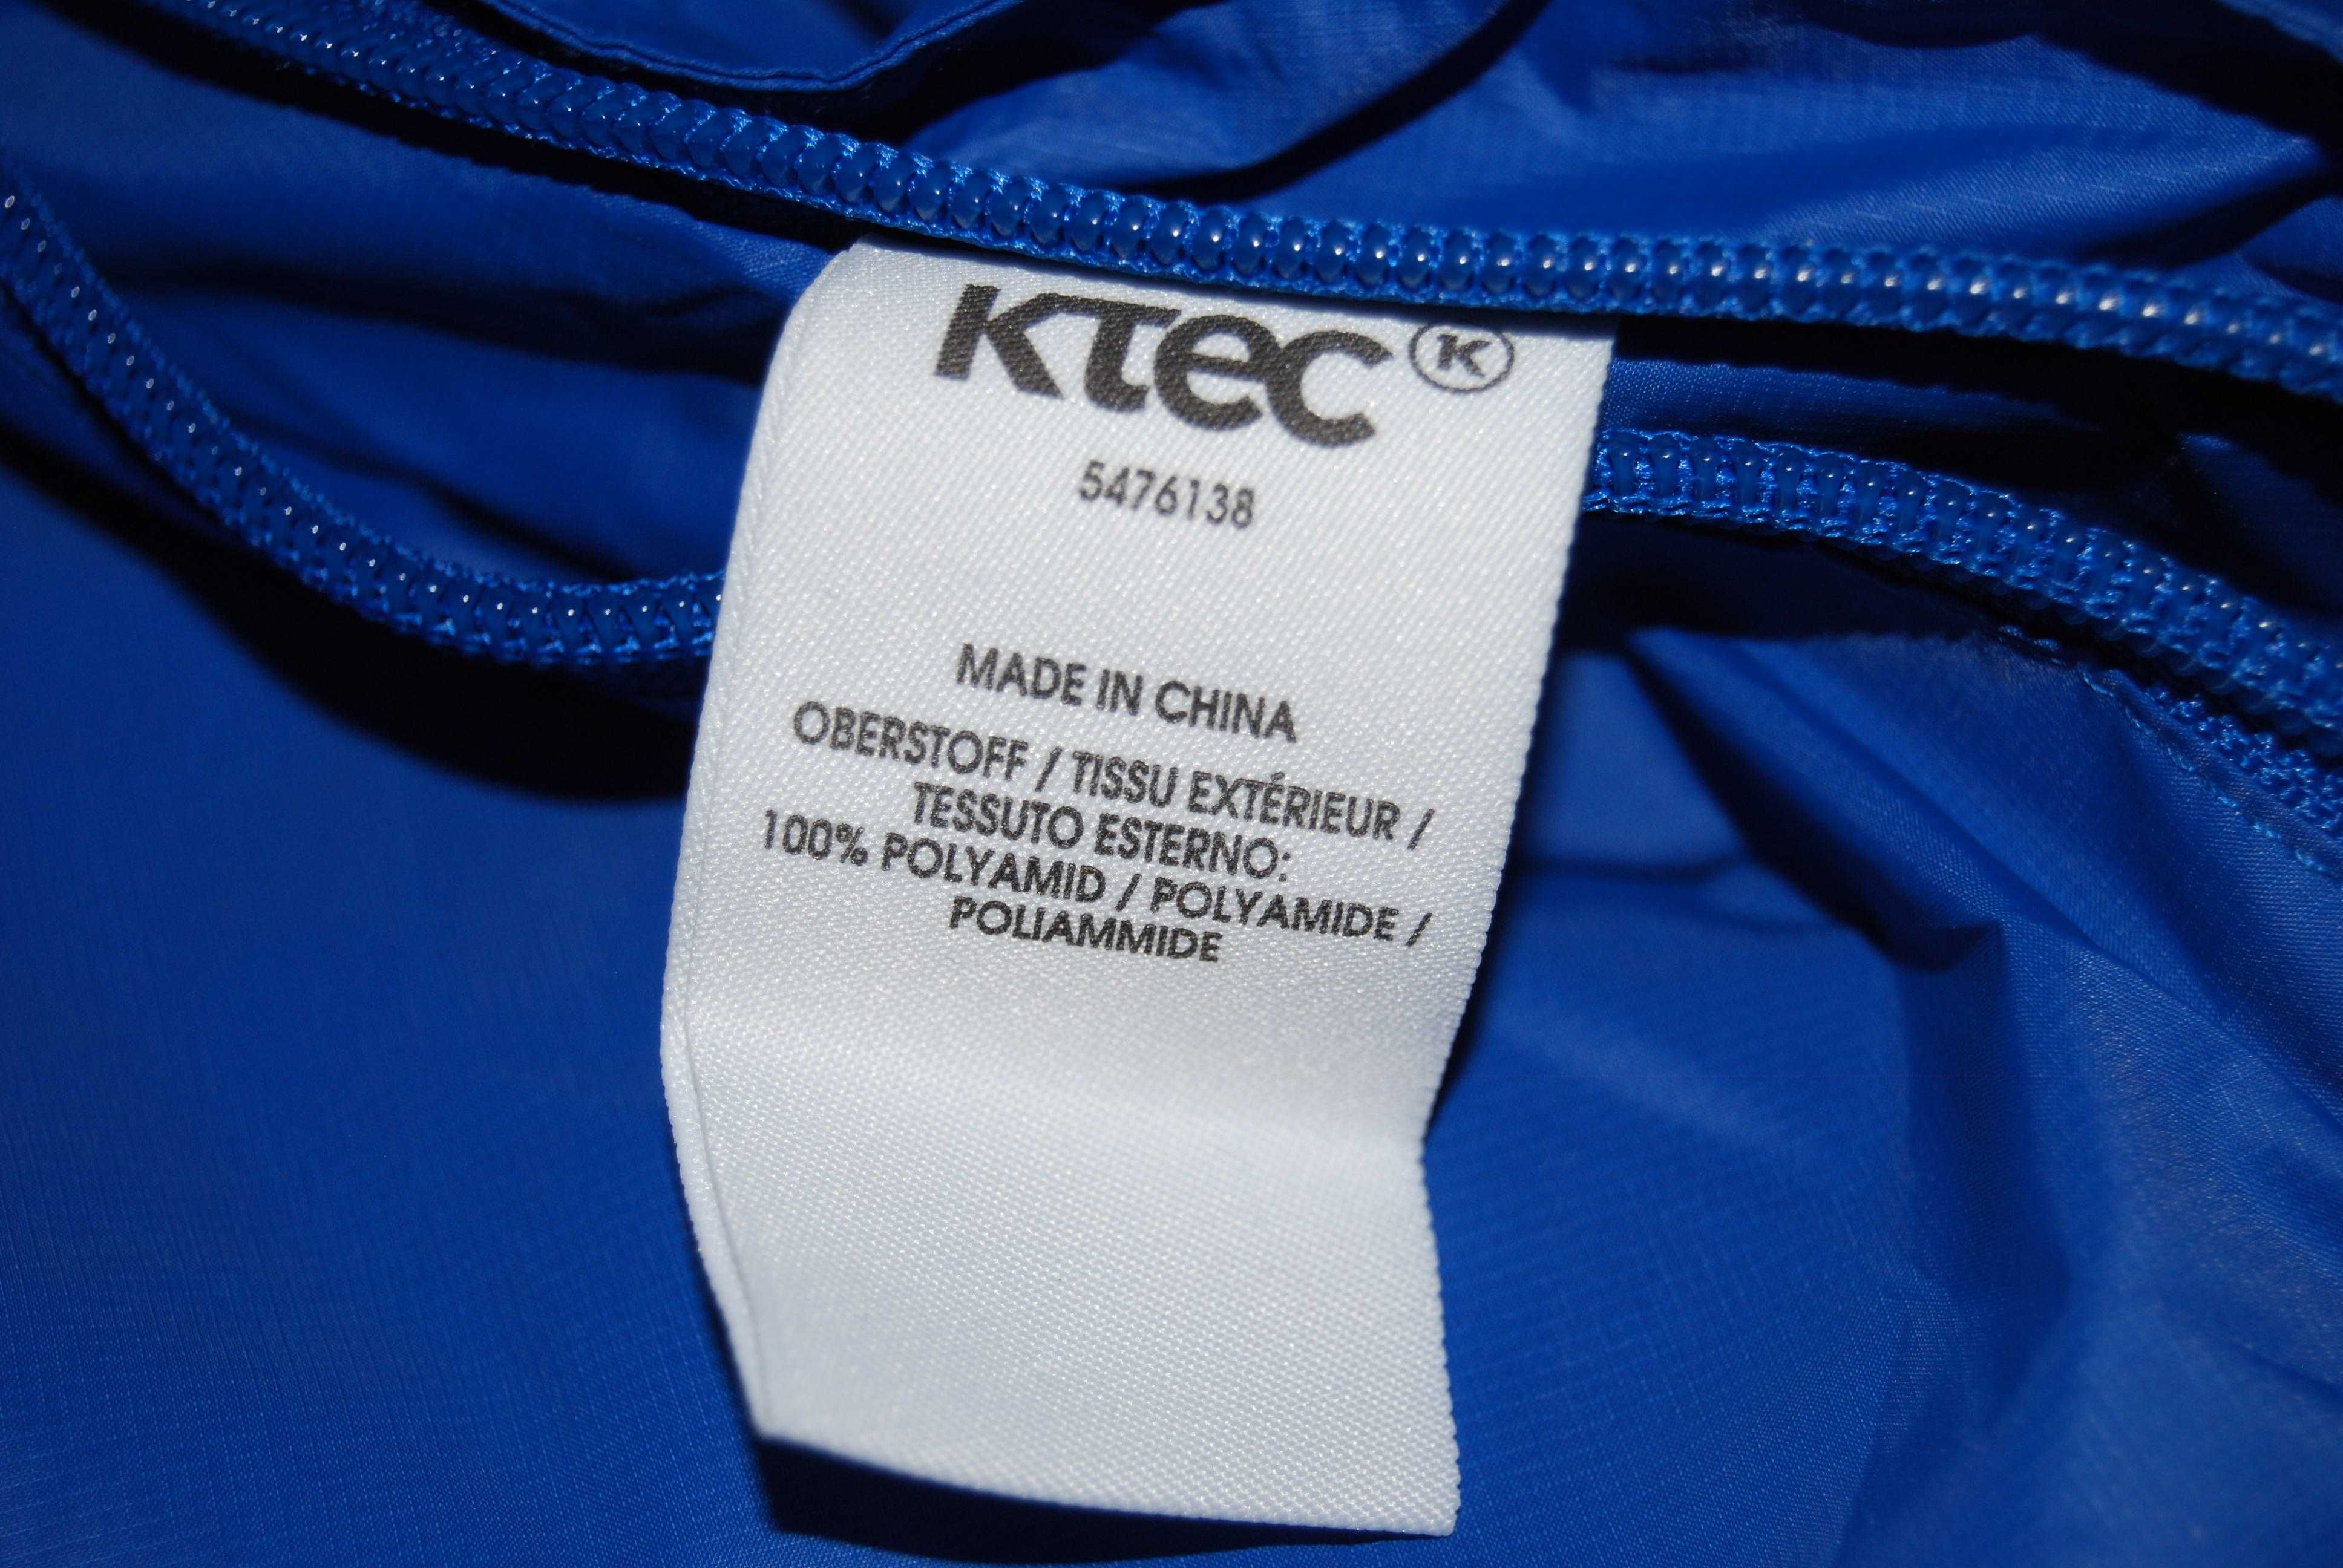 KTEC K
5476138
MADE IN CHINA
OBERSTOFF / TISSU EXTÉRIEUR /
TESSUTO ESTERNO:
100% POLYAMID / POLYAMIDE /
POLIAMMIDE